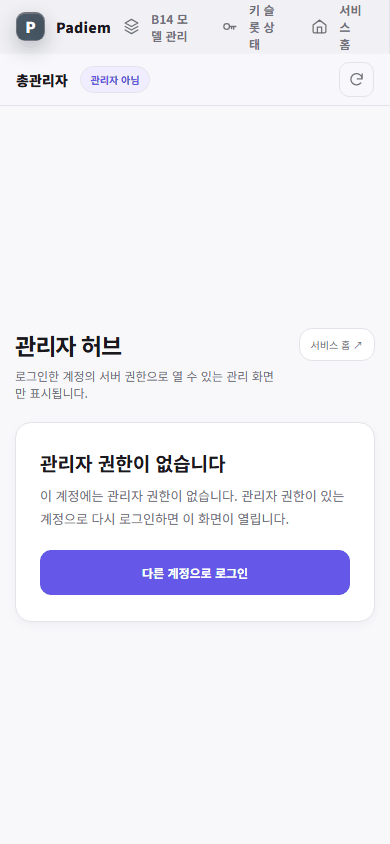 P Padiem
B14 모
델 관리
키 슬
롯 상
태
서비
스
홈
총관리자
관리자 아님
관리자 허브
서비스 홈 ↗
로그인한 계정의 서버 권한으로 열 수 있는 관리 화면
만 표시됩니다.
관리자 권한이 없습니다
이 계정에는 관리자 권한이 없습니다. 관리자 권한이 있는
계정으로 다시 로그인하면 이 화면이 열립니다.
다른 계정으로 로그인